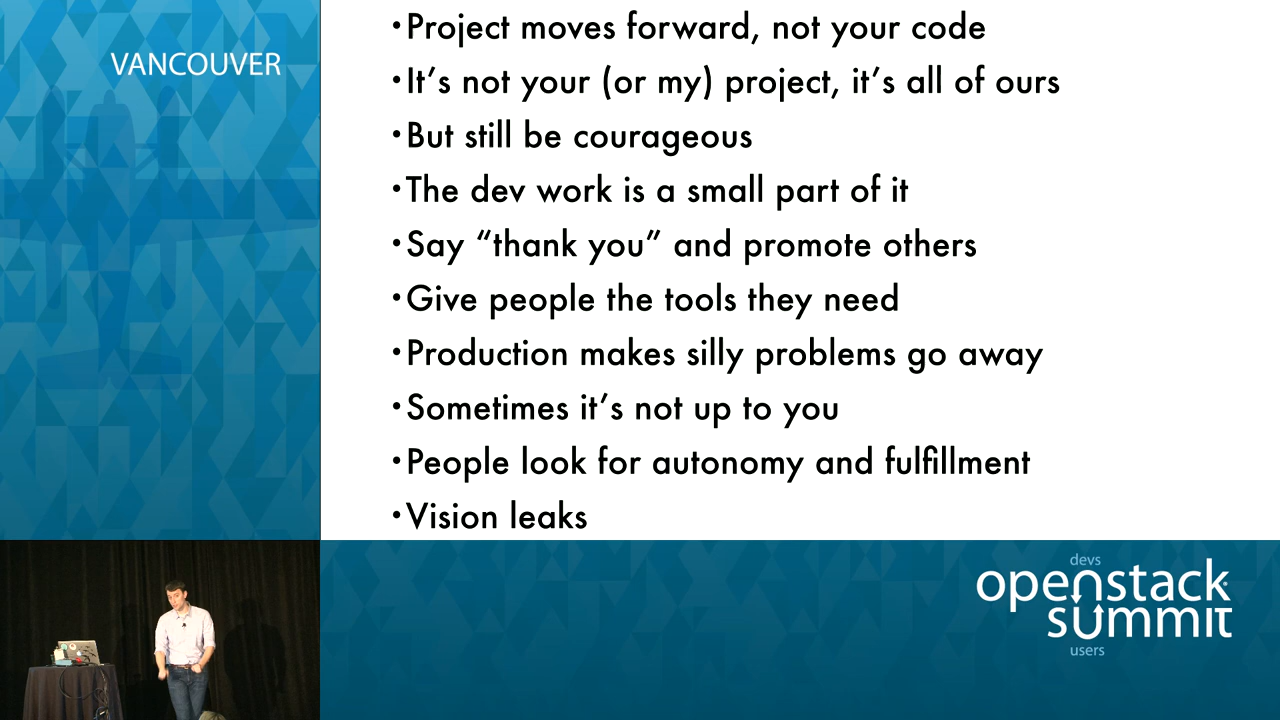 VANCOUVER
•Project moves forward, not your code
•It’s not your (or my) project, it’s all of ours
•But still be courageous
•The dev work is a small part of it
•Say “thank you” and promote others
•Give people the tools they need
•Production makes silly problems go away
•Sometimes it’s not up to you
•People look for autonomy and fulfillment
•Vision leaks
devs
openstack
summit
users